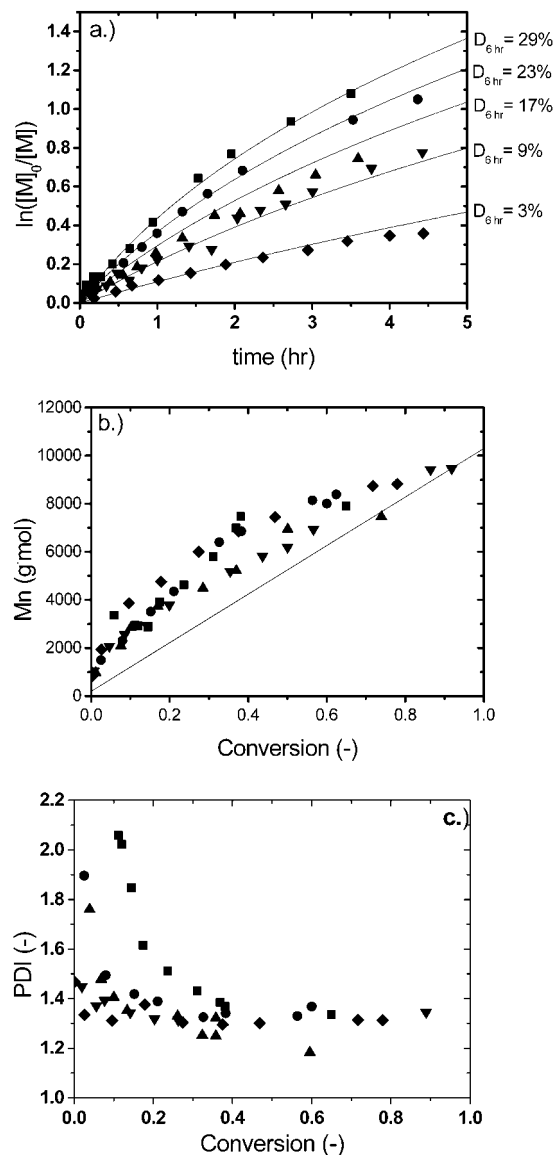 a.)
1.4
1.2
1.0
0.8
0.6
0.4
0.2
0.0
ln([M]0/[M])
D6 hr = 29%
D6 hr = 23%
D6 hr = 17%
D6 hr = 9%
D6 hr = 3%
0 1 2 3 4 5
time (hr)
b.)
12000
10000
8000
6000
4000
2000
0
Mn (g/mol)
0.0 0.2 0.4 0.6 0.8 1.0
Conversion (-)
c.)
2.2
2.0
1.8
1.6
1.4
1.2
1.0
PDI (-)
0.0 0.2 0.4 0.6 0.8 1.0
Conversion (-)